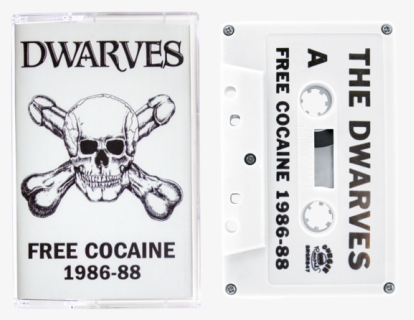 DWARVES
FREE COCAINE
1986-88
THE DWARVES
A
FREE COCAINE 1986-88